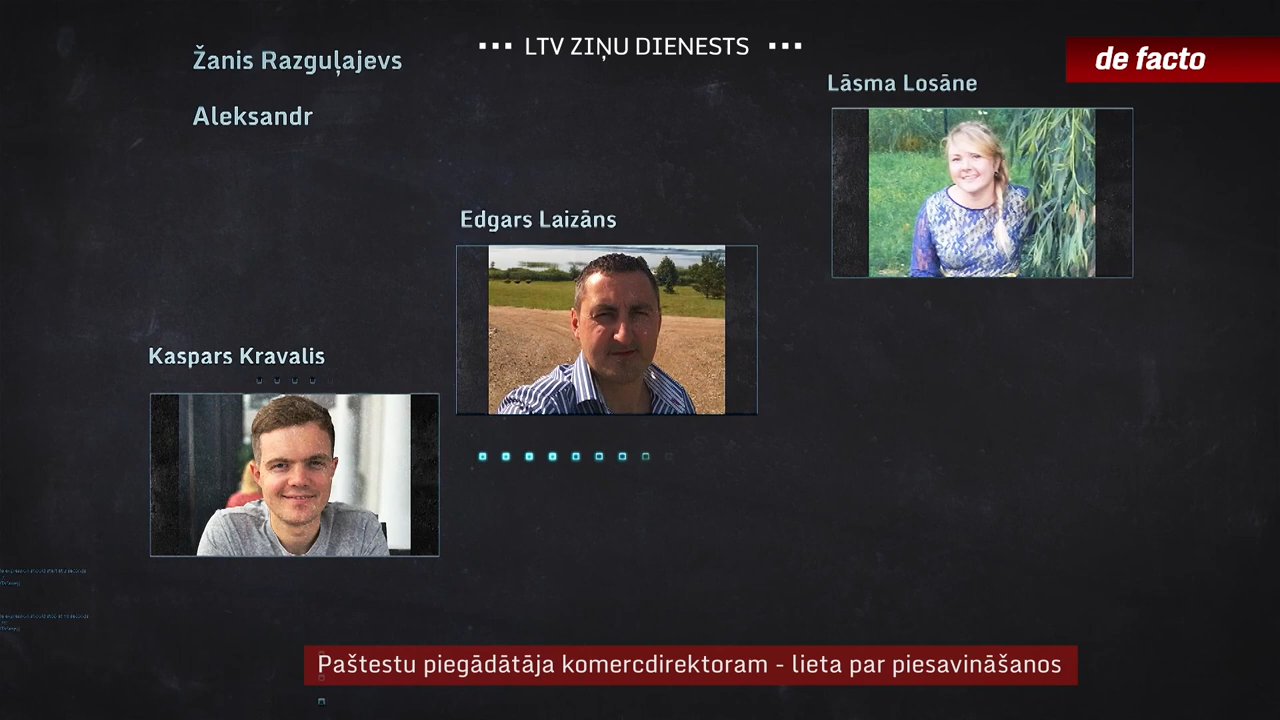 LTV ZIŅU DIENESTS
de facto
Žanis Razguļajevs
Aleksandr
Lāsma Losāne
Edgars Laizāns
Kaspars Kravalis
Paštestu piegādātāja komercdirektoram - lieta par piesavināšanos